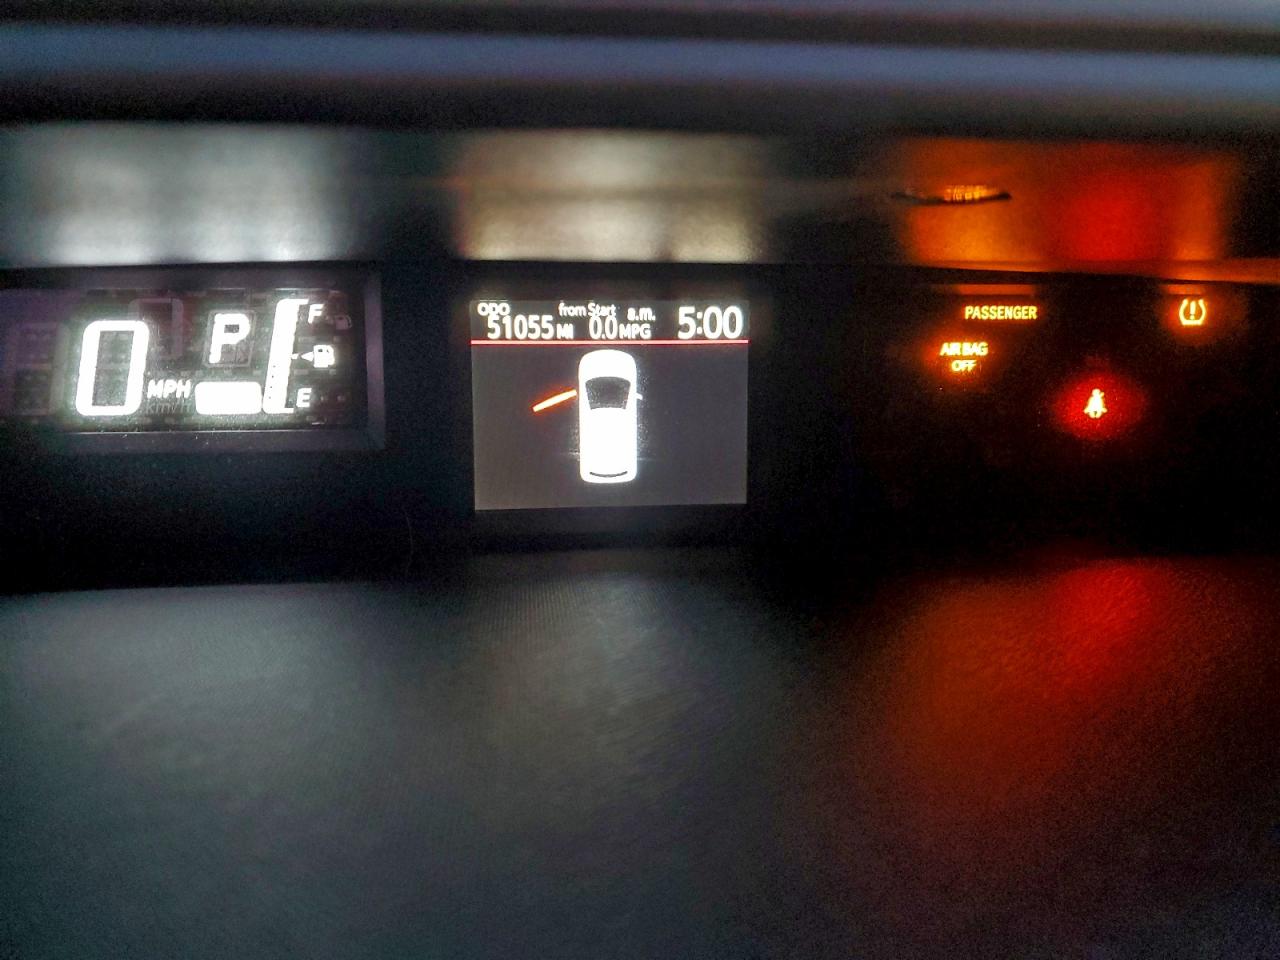 0 MPH
km/h
P
F
E
ODO
51055 MI
from Start
0.0 MPG
a.m.
5:00
PASSENGER
AIR BAG
OFF